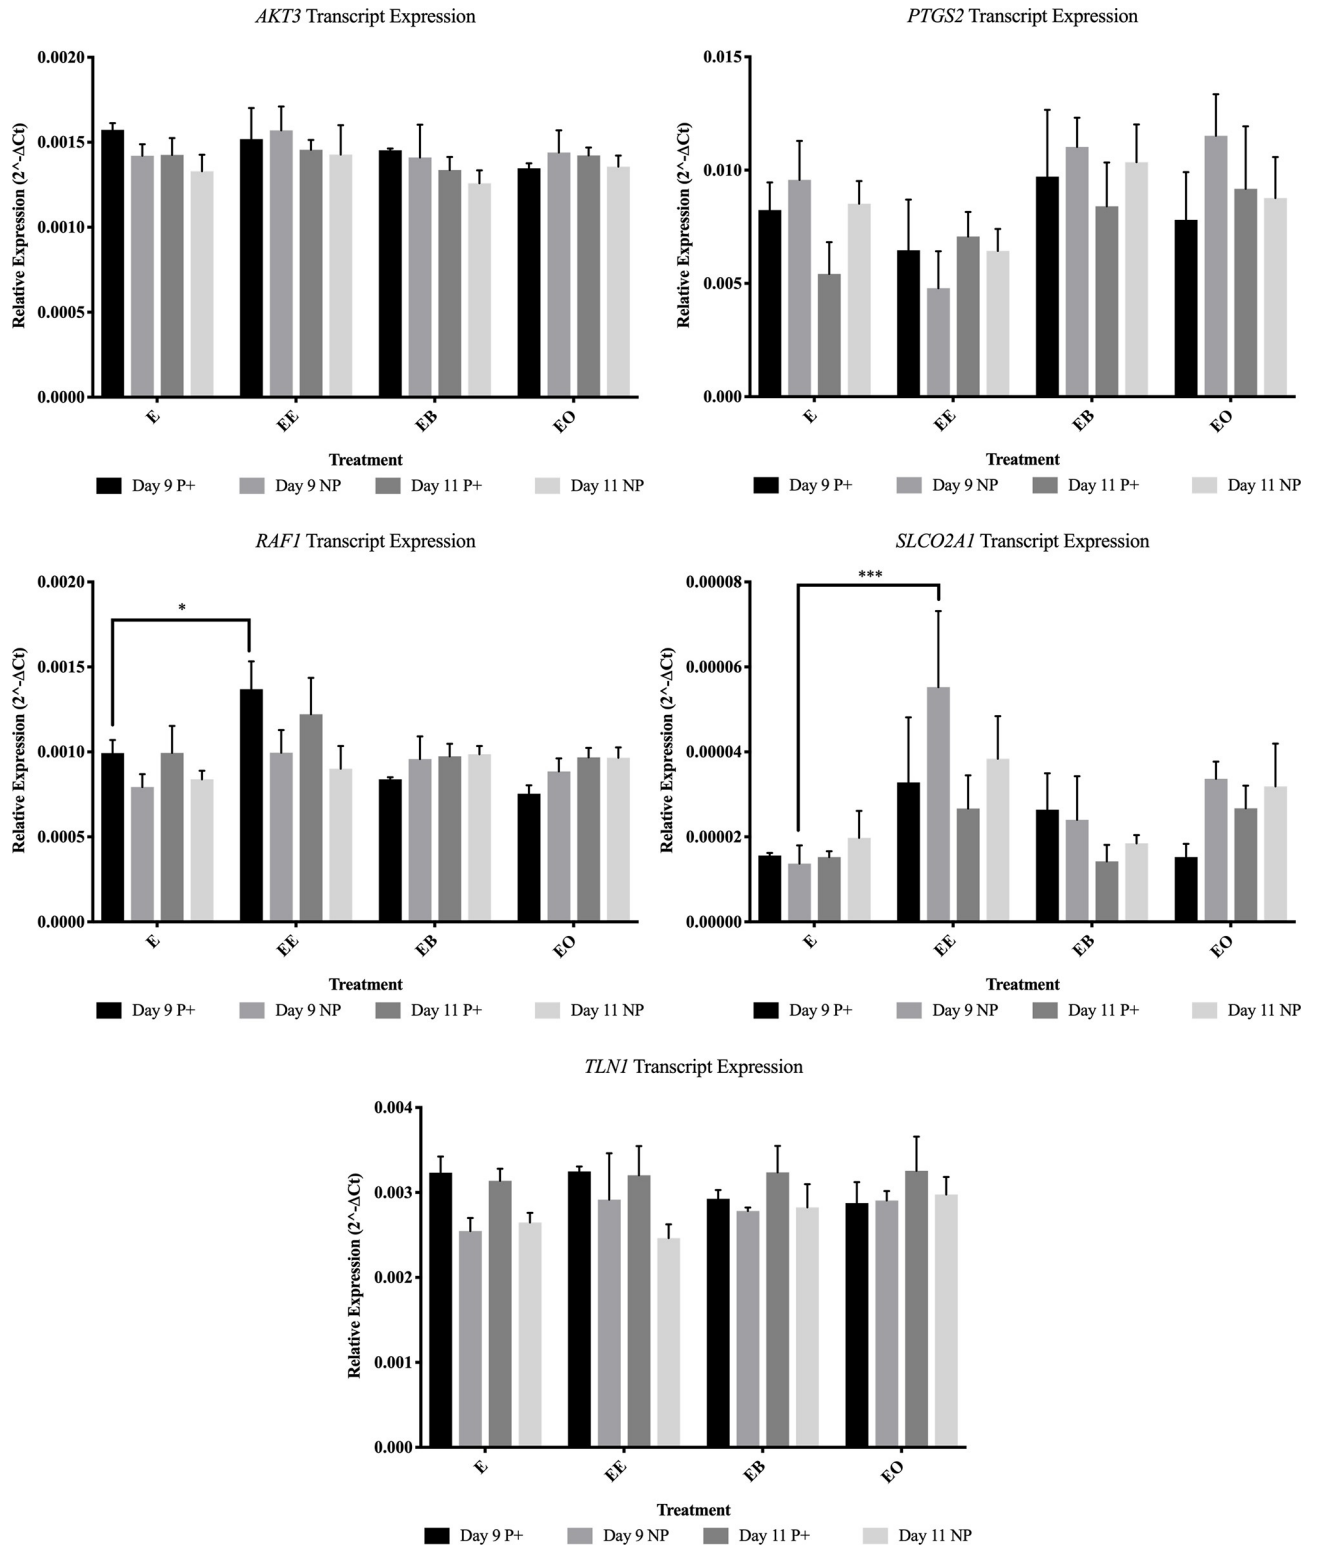 AKT3 Transcript Expression
Relative Expression (2^-ΔCt)
0.0020
0.0015
0.0010
0.0005
0.0000
E EE EB EO
Treatment
Day 9 P+ Day 9 NP Day 11 P+ Day 11 NP
PTGS2 Transcript Expression
Relative Expression (2^-ΔCt)
0.015
0.010
0.005
0.000
E EE EB EO
Treatment
Day 9 P+ Day 9 NP Day 11 P+ Day 11 NP
RAF1 Transcript Expression
Relative Expression (2^-ΔCt)
0.0020
*
0.0015
0.0010
0.0005
0.0000
E EE EB EO
Treatment
Day 9 P+ Day 9 NP Day 11 P+ Day 11 NP
SLCO2A1 Transcript Expression
Relative Expression (2^-ΔCt)
***
0.00008
0.00006
0.00004
0.00002
0.00000
E EE EB EO
Treatment
Day 9 P+ Day 9 NP Day 11 P+ Day 11 NP
TLN1 Transcript Expression
Relative Expression (2^-ΔCt)
0.004
0.003
0.002
0.001
0.000
E EE EB EO
Treatment
Day 9 P+ Day 9 NP Day 11 P+ Day 11 NP